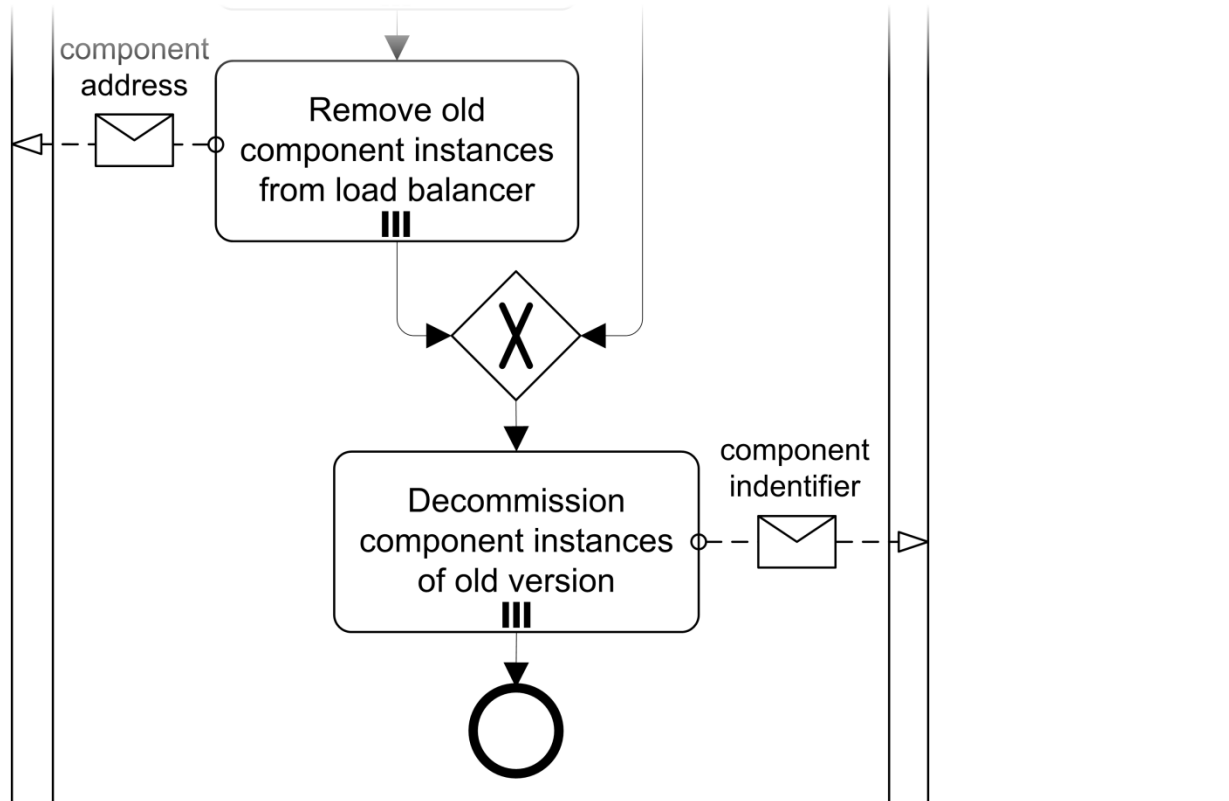 component
address
Remove old
component instances
from load balancer
component
indentifier
Decommission
component instances
of old version